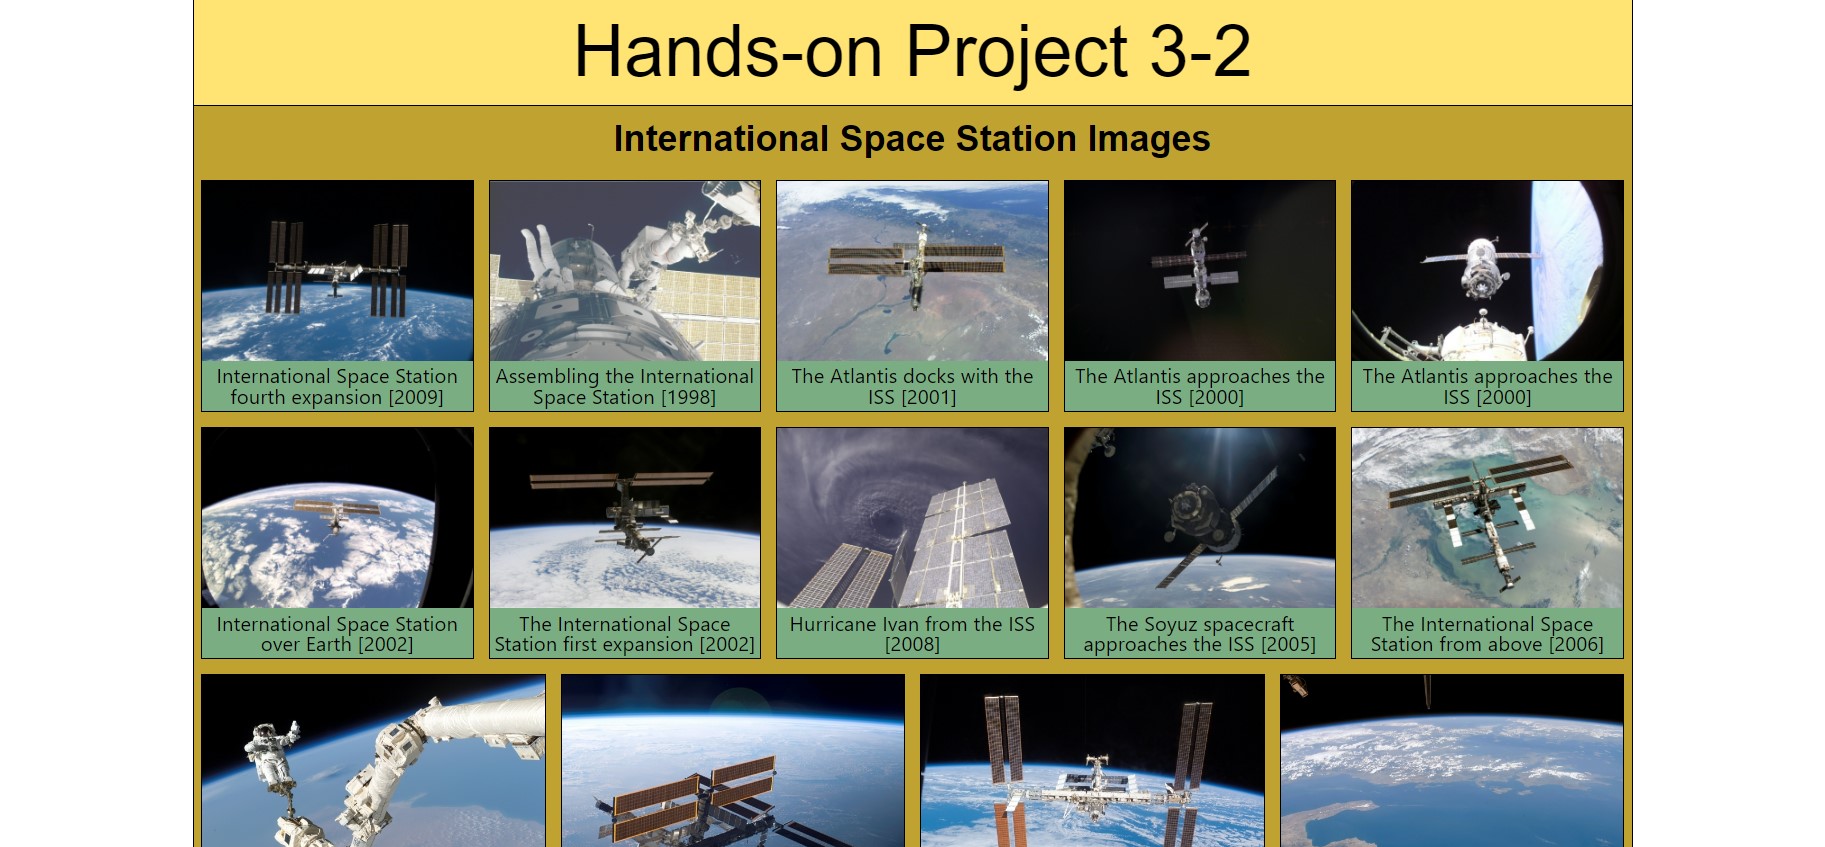 Hands-on Project 3-2
International Space Station Images
International Space Station
fourth expansion [2009]
Assembling the International
Space Station [1998]
The Atlantis docks with the
ISS [2001]
The Atlantis approaches the
ISS [2000]
The Atlantis approaches the
ISS [2000]
International Space Station
over Earth [2002]
The International Space
Station first expansion [2002]
Hurricane Ivan from the ISS
[2008]
The Soyuz spacecraft
approaches the ISS [2005]
The International Space
Station from above [2006]